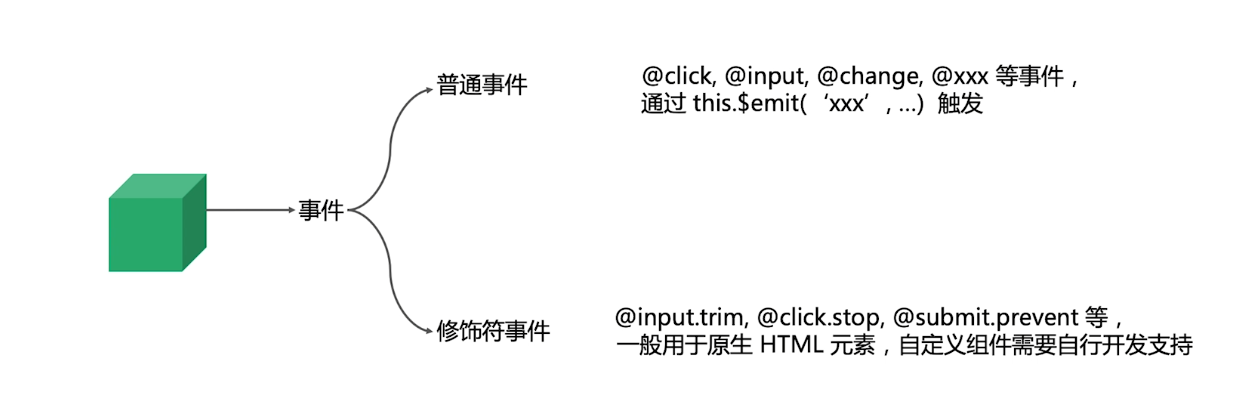 普通事件
@click, @input, @change, @xxx 等事件，
通过 this.$emit(‘xxx’, ...) 触发
事件
修饰符事件
@input.trim, @click.stop, @submit.prevent 等，
一般用于原生 HTML 元素，自定义组件需要自行开发支持